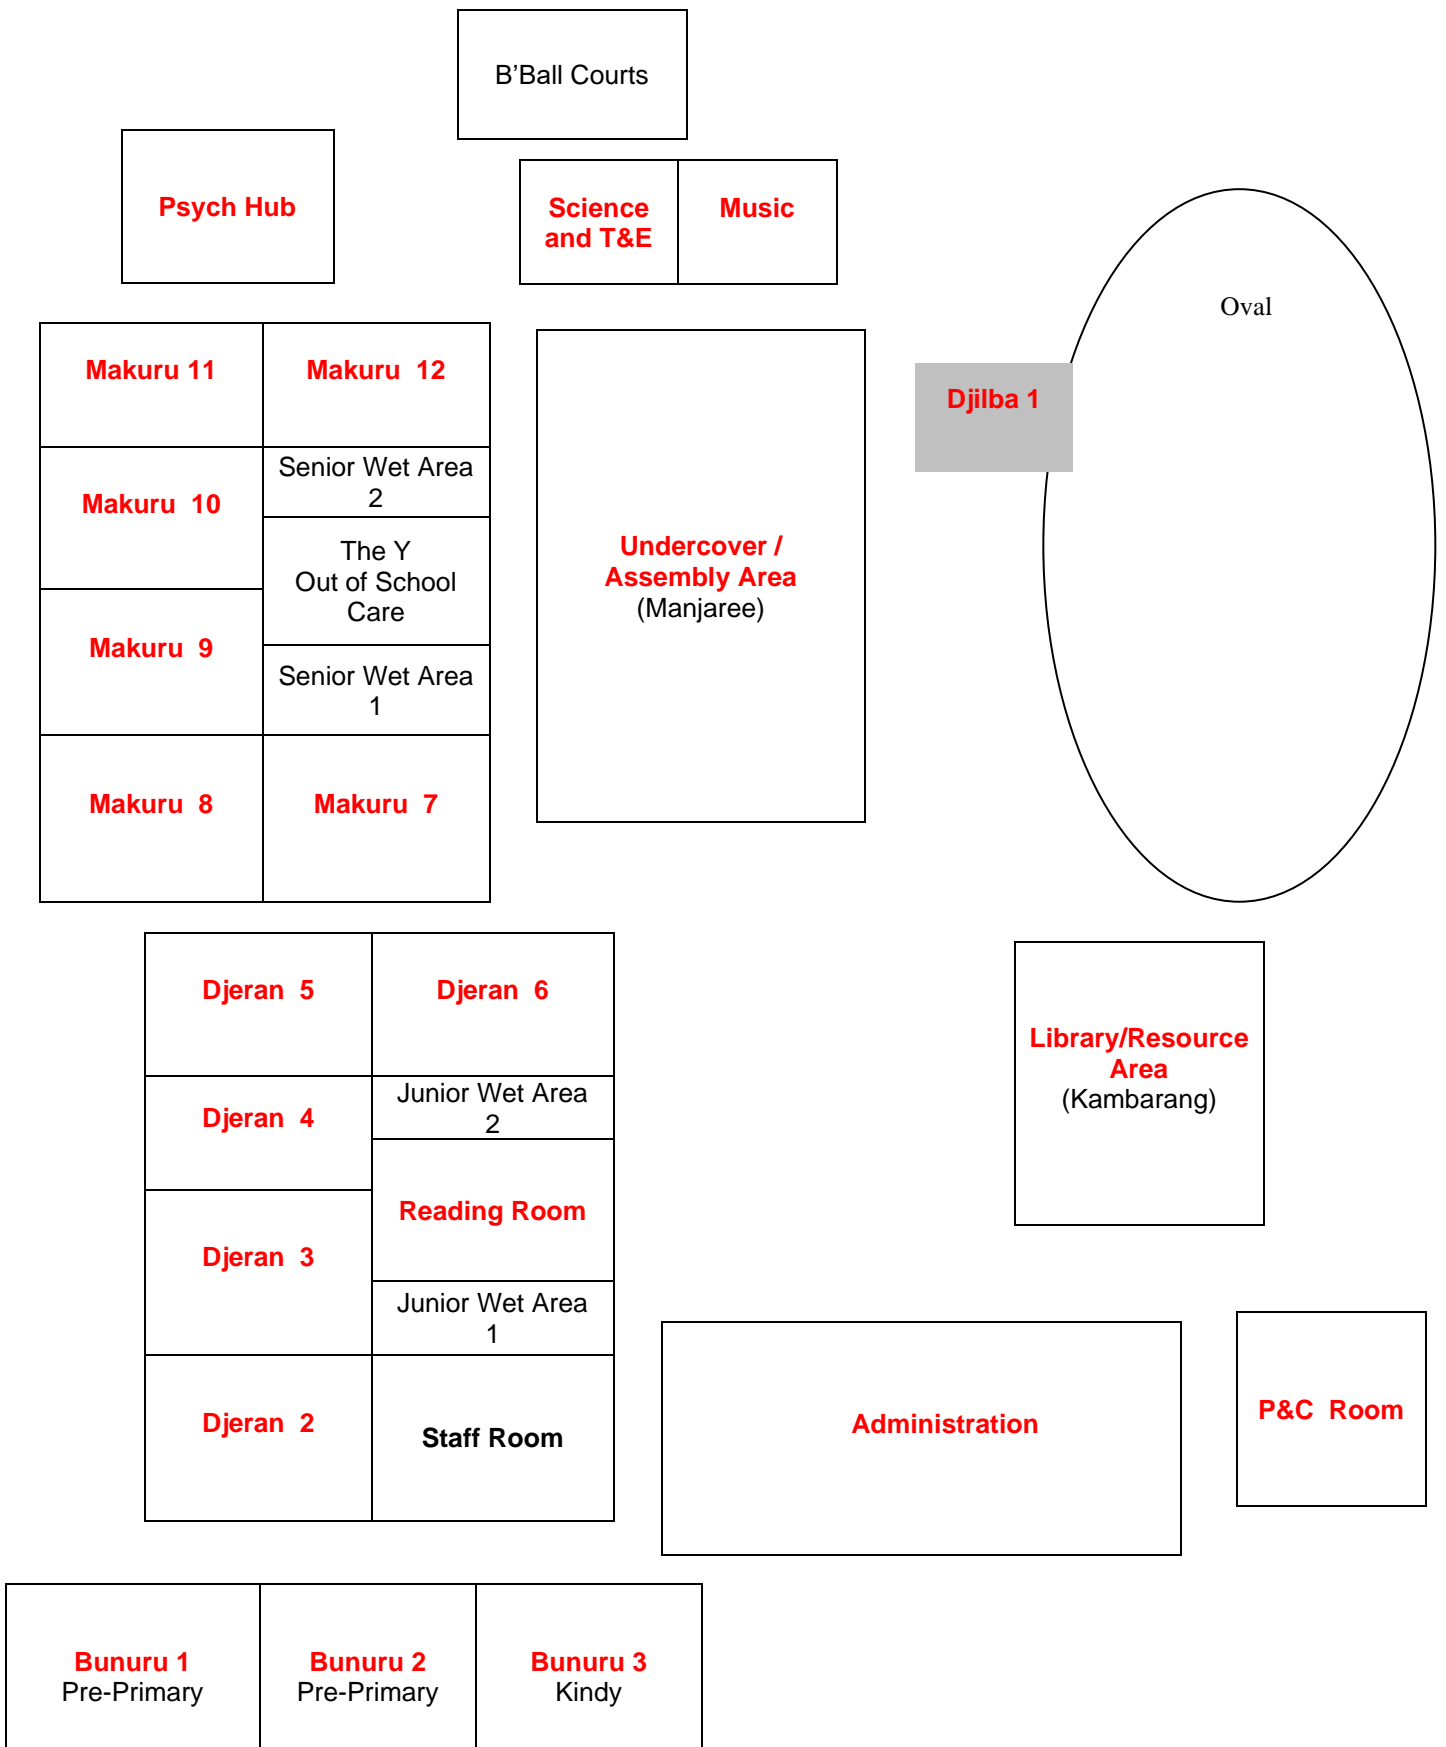 B’Ball Courts
Psych Hub
Science
and T&E
Music
Oval
Makuru 11
Makuru  12
Djilba 1
Senior Wet Area
2
Makuru  10
The Y
Out of School
Care
Undercover /
Assembly Area
(Manjaree)
Makuru  9
Senior Wet Area
1
Makuru  8
Makuru  7
Djeran  5
Djeran  6
Library/Resource
Area
(Kambarang)
Djeran  4
Junior Wet Area
2
Reading Room
Djeran  3
Junior Wet Area
1
Djeran  2
Staff Room
Administration
P&C  Room
Bunuru 1
Pre-Primary
Bunuru 2
Pre-Primary
Bunuru 3
Kindy